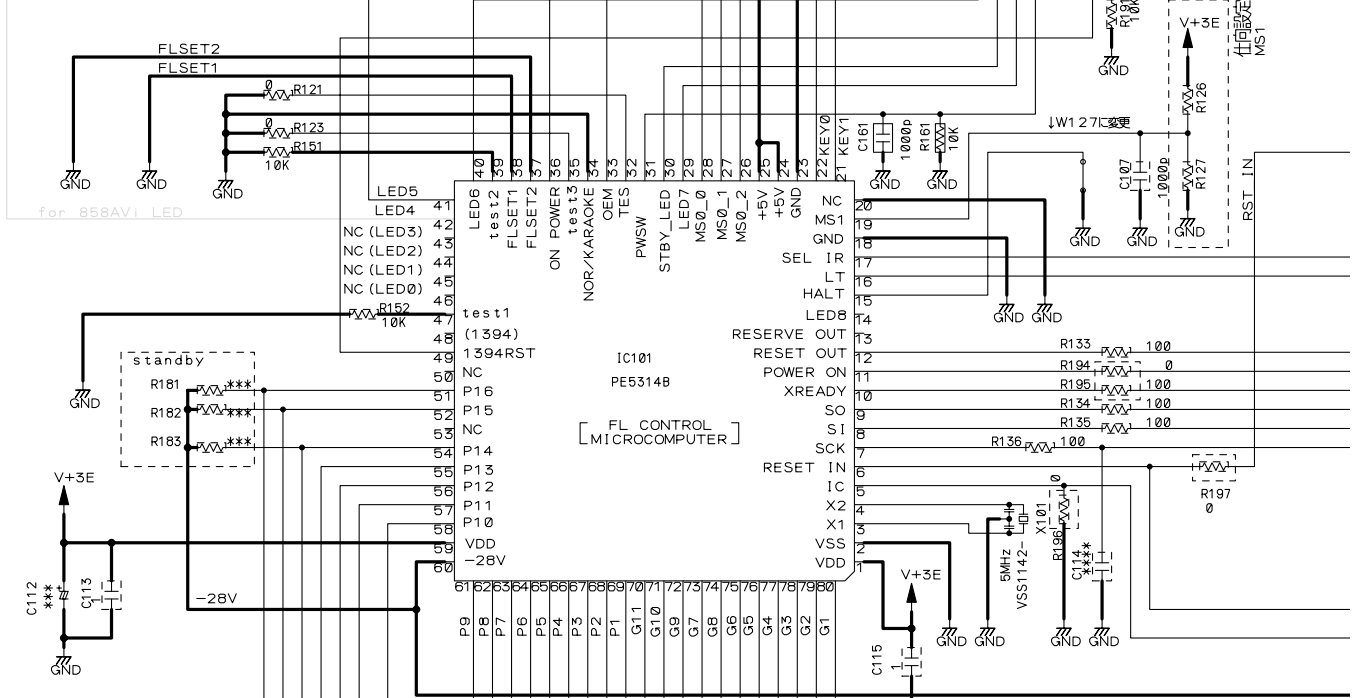 FLSET2
FLSET1
0
R121
0
R123
R151
10K
GND
GND
GND
for 858AVi LED
R191
10K
GND
V+3E
仕向設定
MS1
R126
↓W127に変更
R127
C161
1000p
R161
10K
GND
GND
C107
1000p
GND
GND
GND
RST IN
40
39
38
37
36
35
34
33
32
31
30
29
28
27
26
25
24
23
22
21
KEY0
KEY1
LED6
test2
FLSET1
FLSET2
ON POWER
test3
NOR/KARAOKE
OEM
TES
PWSW
STBY_LED
LED7
MS0_0
MS0_1
MS0_2
+5V
+5V
GND
LED5
41
LED4
42
NC (LED3)
43
NC (LED2)
44
NC (LED1)
45
NC (LED0)
46
R152
10K
test1
47
(1394)
48
1394RST
49
NC
50
P16
51
P15
52
NC
53
P14
54
P13
55
P12
56
P11
57
P10
58
VDD
59
-28V
60
GND
standby
R181
***
R182
***
R183
***
V+3E
C112
***
C113
1
-28V
GND
IC101
PE5314B
FL CONTROL
MICROCOMPUTER
NC
20
MS1
19
GND
18
SEL IR
17
LT
16
HALT
15
LED8
14
RESERVE OUT
13
RESET OUT
12
POWER ON
11
XREADY
10
SO
9
SI
8
SCK
7
RESET IN
6
IC
5
X2
4
X1
3
VSS
2
VDD
1
GND
GND
R133
100
R194
0
R195
100
R134
100
R135
100
R136
100
R197
0
0
X101
R196
5MHz
VSS1142-
C114
****
V+3E
GND
GND
GND
GND
C115
1
61
62
63
64
65
66
67
68
69
70
71
72
73
74
75
76
77
78
79
80
P9
P8
P7
P6
P5
P4
P3
P2
P1
G11
G10
G9
G7
G8
G6
G5
G4
G3
G2
G1